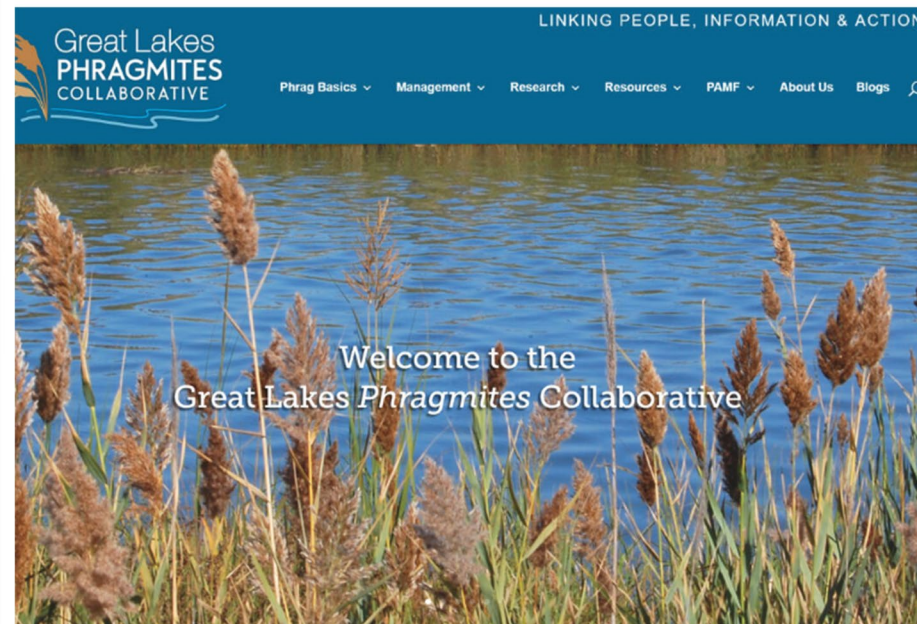 LINKING PEOPLE, INFORMATION & ACTION
Great Lakes
PHRAGMITES
COLLABORATIVE
Phrag Basics
Management
Research
Resources
PAMF
About Us
Blogs
Welcome to the
Great Lakes Phragmites Collaborative